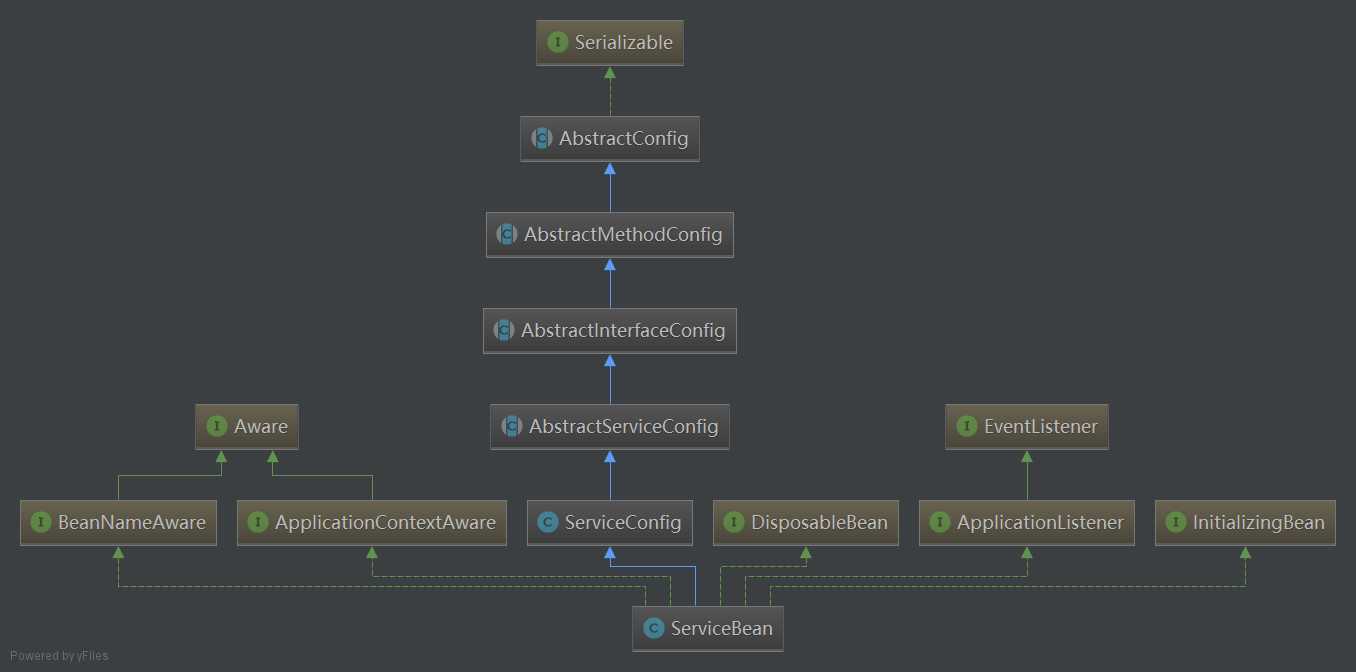 Serializable
AbstractConfig
AbstractMethodConfig
AbstractInterfaceConfig
Aware
AbstractServiceConfig
EventListener
BeanNameAware
ApplicationContextAware
ServiceConfig
DisposableBean
ApplicationListener
InitializingBean
ServiceBean
Powered by yFiles